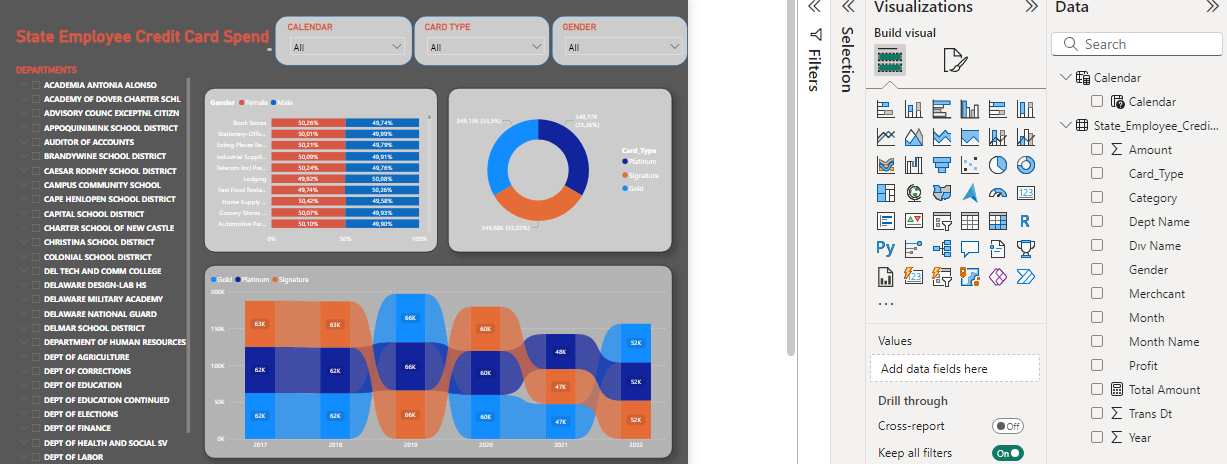 State Employee Credit Card Spend
CALENDAR
All
CARD TYPE
All
GENDER
All
DEPARTMENTS
ACADEMIA ANTONIA ALONSO
ACADEMY OF DOVER CHARTER SCHL
ADVISORY COUNC EXCEPTNL CITIZN
APPOQUINIMINK SCHOOL DISTRICT
AUDITOR OF ACCOUNTS
BRANDYWINE SCHOOL DISTRICT
CAESAR RODNEY SCHOOL DISTRICT
CAMPUS COMMUNITY SCHOOL
CAPE HENLOPEN SCHOOL DISTRICT
CAPITAL SCHOOL DISTRICT
CHARTER SCHOOL OF NEW CASTLE
CHRISTINA SCHOOL DISTRICT
COLONIAL SCHOOL DISTRICT
DEL TECH AND COMM COLLEGE
DELAWARE DESIGN-LAB HS
DELAWARE MILITARY ACADEMY
DELAWARE NATIONAL GUARD
DELMAR SCHOOL DISTRICT
DEPARTMENT OF HUMAN RESOURCES
DEPT OF AGRICULTURE
DEPT OF CORRECTIONS
DEPT OF EDUCATION
DEPT OF EDUCATION CONTINUED
DEPT OF ELECTIONS
DEPT OF FINANCE
DEPT OF HEALTH AND SOCIAL SV
DEPT OF LABOR
Gender Female Male
Book Stores 50,26% 49,74%
Stationery-Offic... 50,01% 49,99%
Eating Places Re... 50,21% 49,79%
Industrial Suppli... 50,09% 49,91%
Telecom Incl Pre... 50,24% 49,76%
Lodging 49,92% 50,08%
Fast Food Resta... 49,74% 50,26%
Home Supply ... 50,42% 49,58%
Grocery Stores ... 50,07% 49,93%
Automotive Par... 50,10% 49,90%
0% 50% 100%
349,13K (33,3%)
349,77K
(33,36%)
349,68K (33,35%)
Card_Type
Platinum
Signature
Gold
Gold Platinum Signature
200K
150K
100K
50K
0K
63K 63K 66K 60K 48K 52K
62K 62K 66K 60K 47K 52K
62K 62K 66K 60K 47K 52K
2017 2018 2019 2020 2021 2022
Filters
Selection
Visualizations
Build visual
123
R
Py
123
...
Values
Add data fields here
Drill through
Cross-report
Off
Keep all filters
On
Data
Search
Calendar
Calendar
State_Employee_Credi...
Amount
Card_Type
Category
Dept Name
Div Name
Gender
Merchcant
Month
Month Name
Profit
Total Amount
Trans Dt
Year